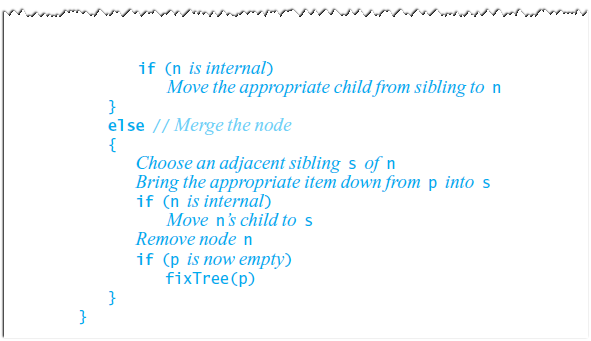 if (n is internal)
Move the appropriate child from sibling to n
}
else // Merge the node
{
Choose an adjacent sibling s of n
Bring the appropriate item down from p into s
if (n is internal)
Move n’s child to s
Remove node n
if (p is now empty)
fixTree(p)
}
}